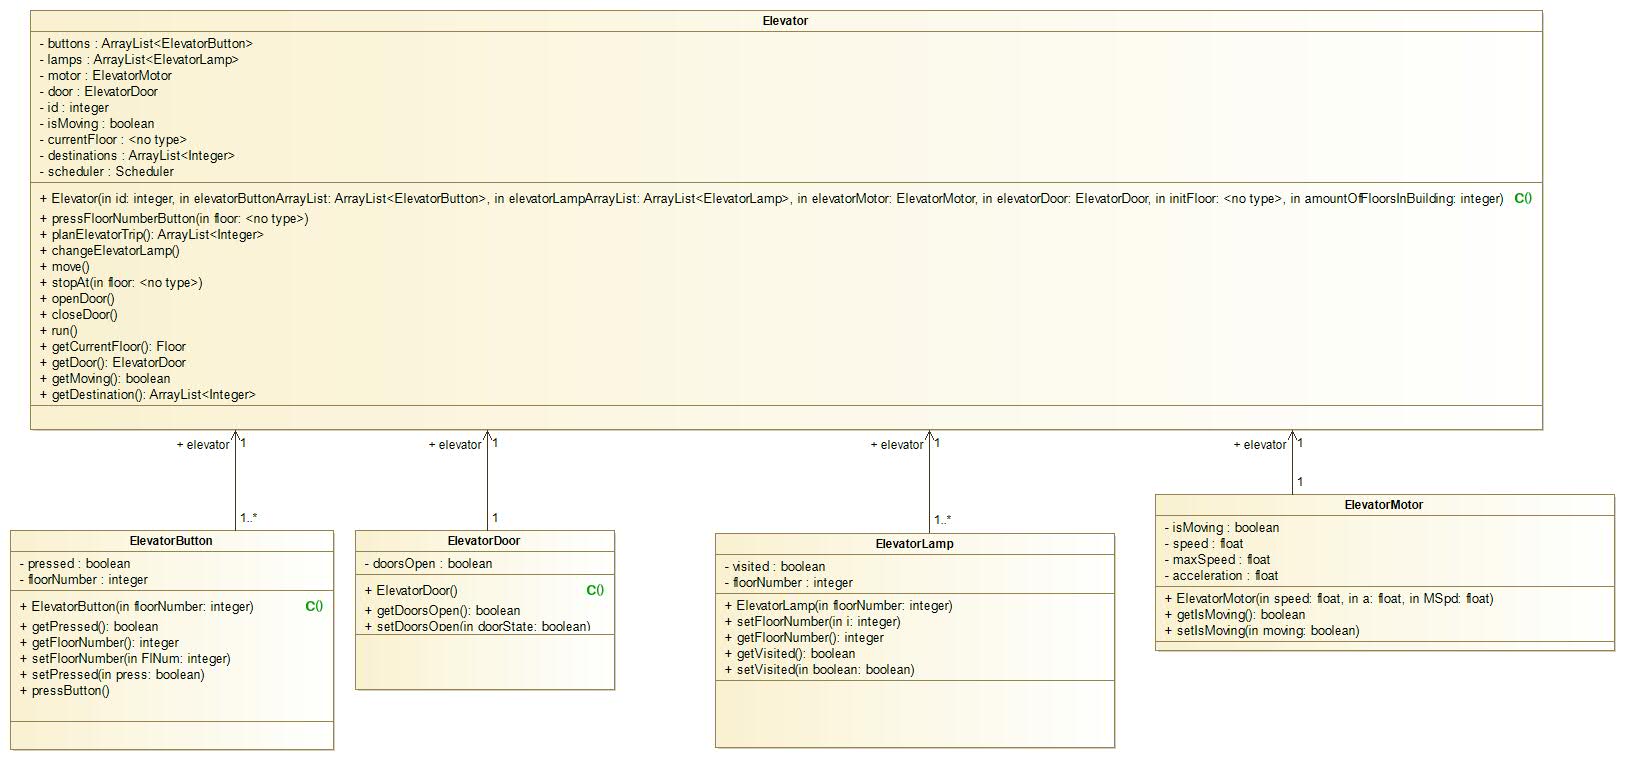 Elevator
- buttons : ArrayList<ElevatorButton>
- lamps : ArrayList<ElevatorLamp>
- motor : ElevatorMotor
- door : ElevatorDoor
- id : integer
- isMoving : boolean
- currentFloor : <no type>
- destinations : ArrayList<Integer>
- scheduler : Scheduler
+ Elevator(in id: integer, in elevatorButtonArrayList: ArrayList<ElevatorButton>, in elevatorLampArrayList: ArrayList<ElevatorLamp>, in elevatorMotor: ElevatorMotor, in elevatorDoor: ElevatorDoor, in initFloor: <no type>, in amountOfFloorsInBuilding: integer) C()
+ pressFloorNumberButton(in floor: <no type>)
+ planElevatorTrip(): ArrayList<Integer>
+ changeElevatorLamp()
+ move()
+ stopAt(in floor: <no type>)
+ openDoor()
+ closeDoor()
+ run()
+ getCurrentFloor(): Floor
+ getDoor(): ElevatorDoor
+ getMoving(): boolean
+ getDestination(): ArrayList<Integer>
+ elevator 1
1..*
+ elevator 1
1
+ elevator 1
1..*
+ elevator 1
1
ElevatorButton
- pressed : boolean
- floorNumber : integer
+ ElevatorButton(in floorNumber: integer) C()
+ getPressed(): boolean
+ getFloorNumber(): integer
+ setFloorNumber(in FlNum: integer)
+ setPressed(in press: boolean)
+ pressButton()
ElevatorDoor
- doorsOpen : boolean
+ ElevatorDoor() C()
+ getDoorsOpen(): boolean
+ setDoorsOpen(in doorState: boolean)
ElevatorLamp
- visited : boolean
- floorNumber : integer
+ ElevatorLamp(in floorNumber: integer)
+ setFloorNumber(in i: integer)
+ getFloorNumber(): integer
+ getVisited(): boolean
+ setVisited(in boolean: boolean)
ElevatorMotor
- isMoving : boolean
- speed : float
- maxSpeed : float
- acceleration : float
+ ElevatorMotor(in speed: float, in a: float, in MSpd: float)
+ getIsMoving(): boolean
+ setIsMoving(in moving: boolean)